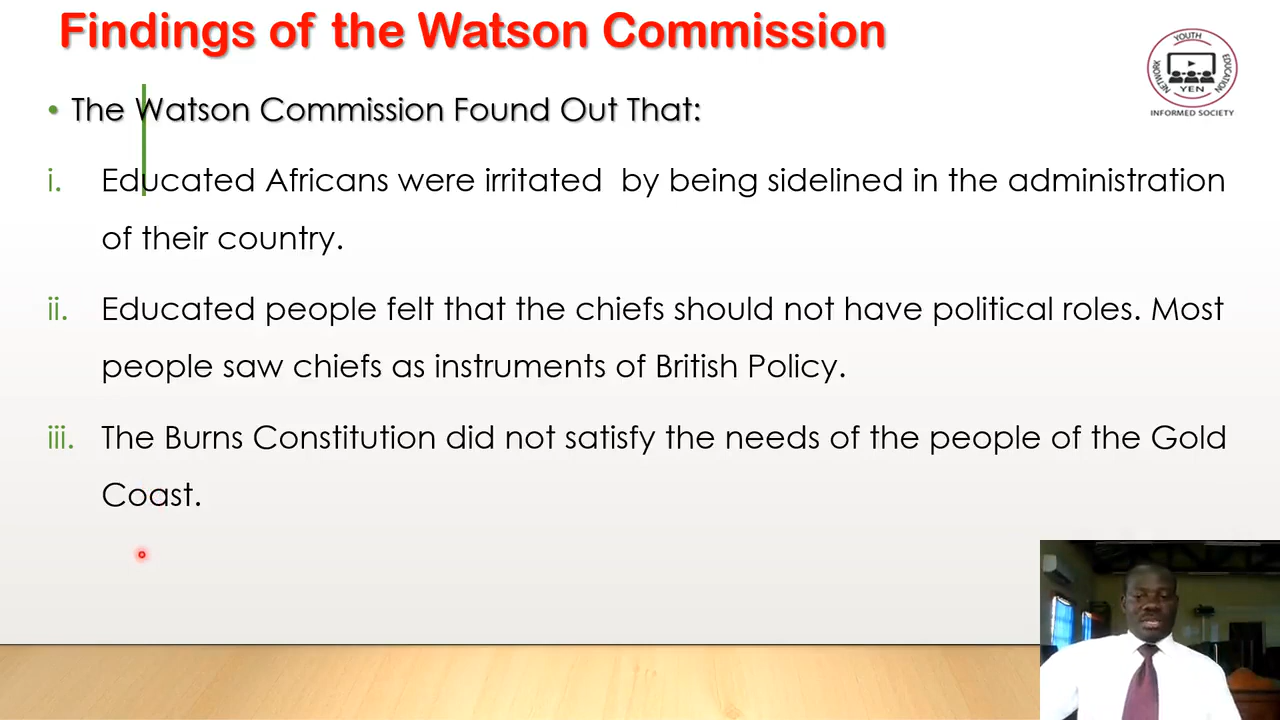 Findings of the Watson Commission
• The Watson Commission Found Out That:
i. Educated Africans were irritated by being sidelined in the administration
of their country.
ii. Educated people felt that the chiefs should not have political roles. Most
people saw chiefs as instruments of British Policy.
iii. The Burns Constitution did not satisfy the needs of the people of the Gold
Coast.
YOUTH
EDUCATION
NETWORK
YEN
INFORMED SOCIETY